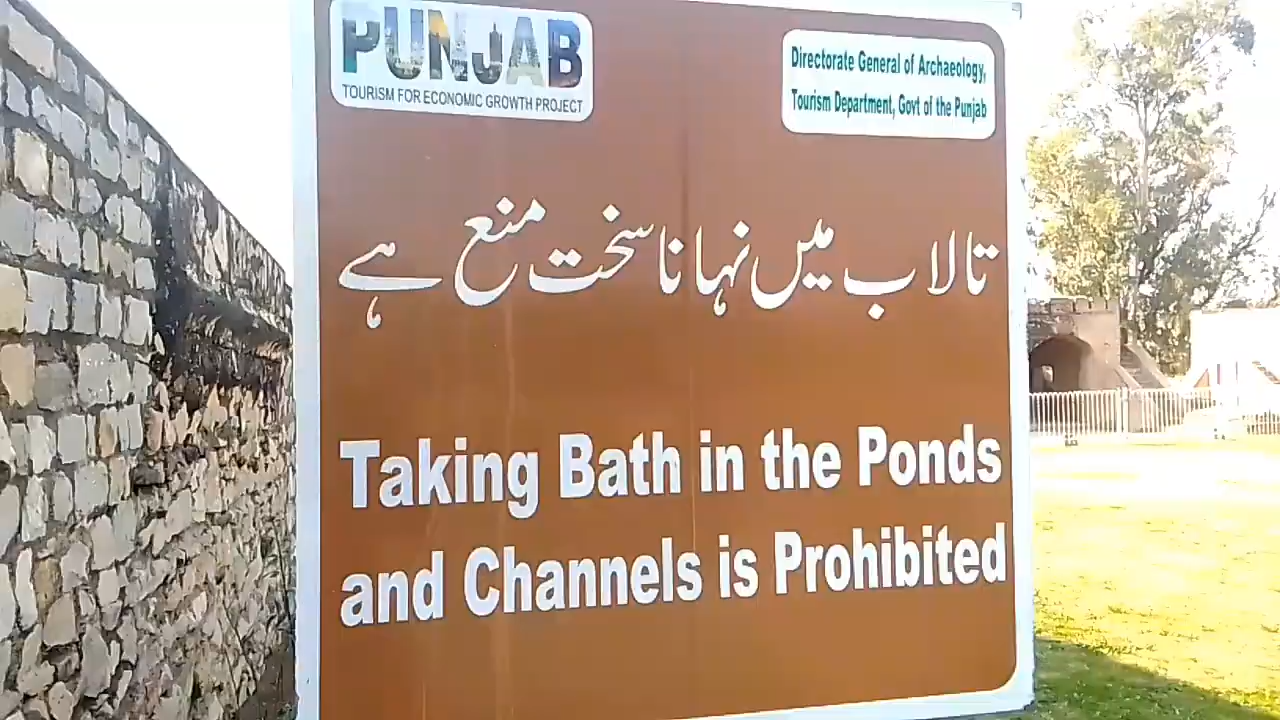 PUNJAB
TOURISM FOR ECONOMIC GROWTH PROJECT
Directorate General of Archaeology,
Tourism Department, Govt of the Punjab
تالاب میں نہانا سخت منع ہے
Taking Bath in the Ponds
and Channels is Prohibited